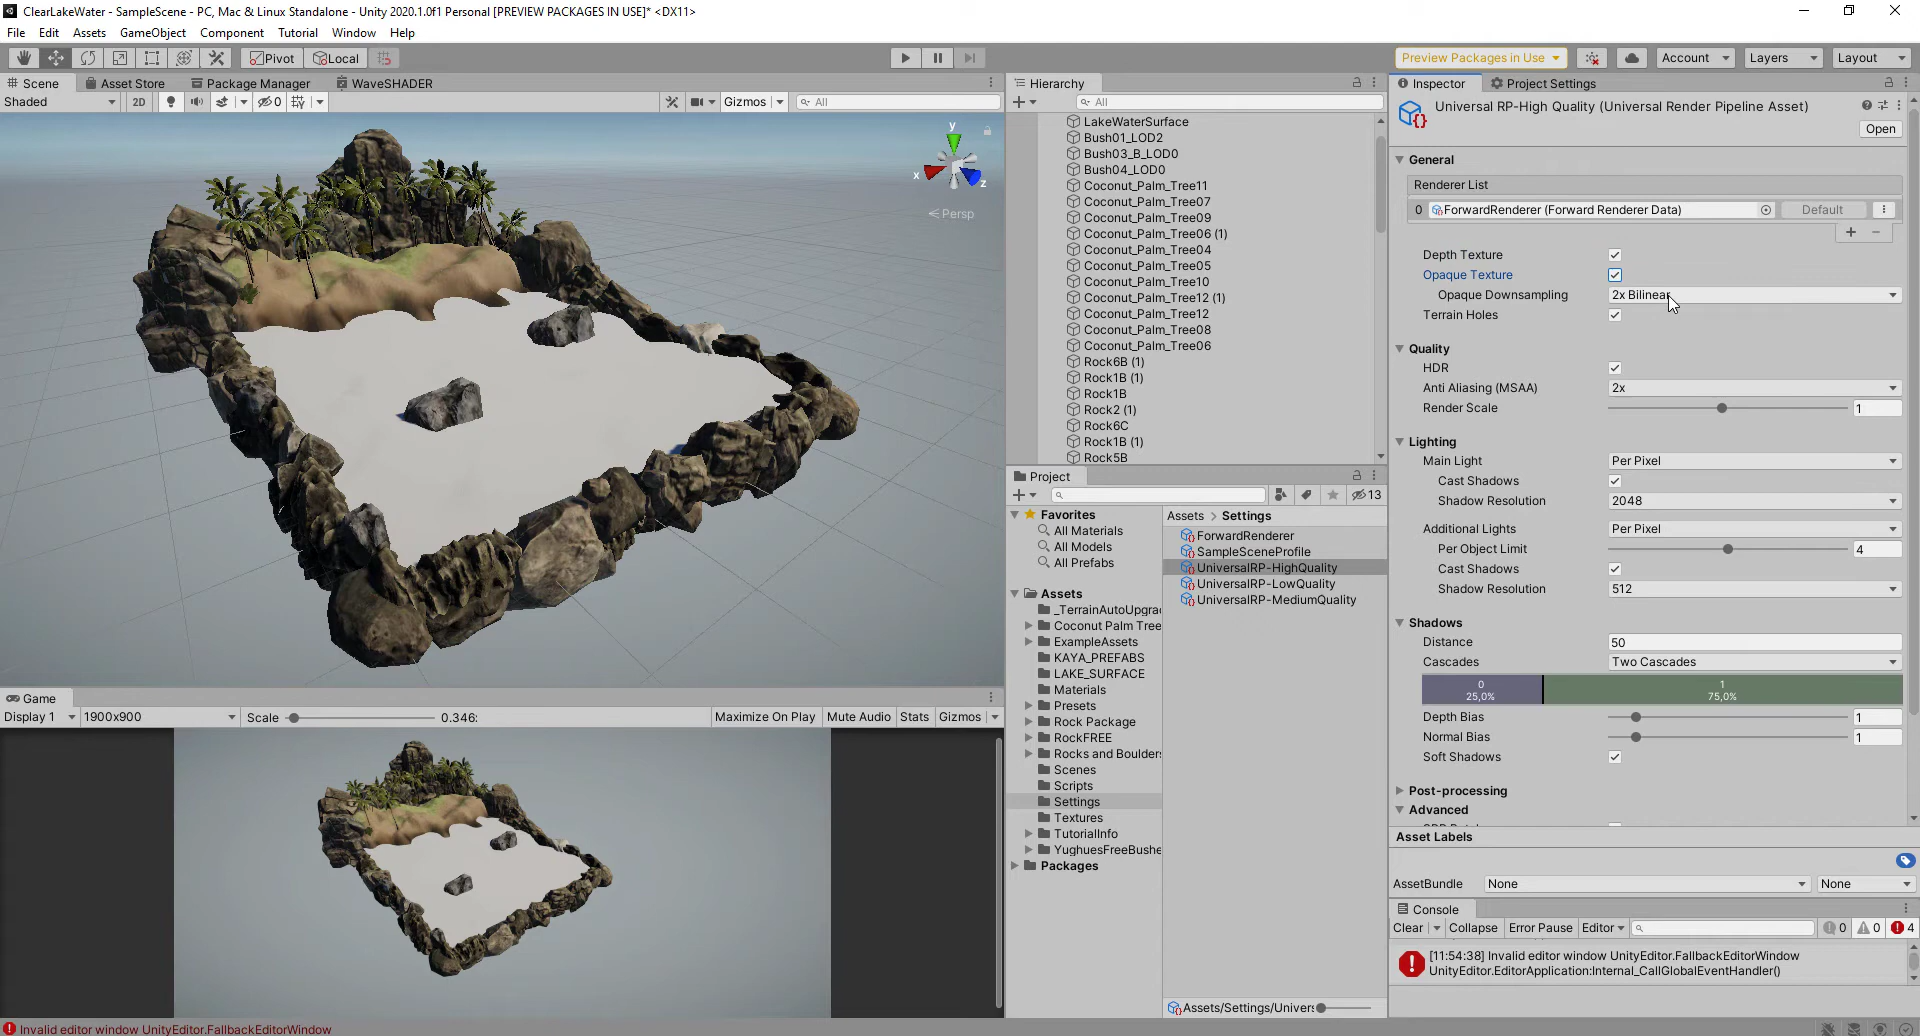 ClearLakeWater - SampleScene - PC, Mac & Linux Standalone - Unity 2020.1.0f1 Personal [PREVIEW PACKAGES IN USE]* <DX11>
File Edit Assets GameObject Component Tutorial Window Help
Pivot Local
Preview Packages in Use Account Layers Layout
Scene Asset Store Package Manager WaveSHADER
Shaded 2D 0 Gizmos All
y
x
z
Persp
Hierarchy
All
LakeWaterSurface
Bush01_LOD2
Bush03_B_LOD0
Bush04_LOD0
Coconut_Palm_Tree11
Coconut_Palm_Tree07
Coconut_Palm_Tree09
Coconut_Palm_Tree06 (1)
Coconut_Palm_Tree04
Coconut_Palm_Tree05
Coconut_Palm_Tree10
Coconut_Palm_Tree12 (1)
Coconut_Palm_Tree12
Coconut_Palm_Tree08
Coconut_Palm_Tree06
Rock6B (1)
Rock1B (1)
Rock1B
Rock2 (1)
Rock6C
Rock1B (1)
Rock5B
Project
13
Favorites
All Materials
All Models
All Prefabs
Assets
_TerrainAutoUpgra
Coconut Palm Tree
ExampleAssets
KAYA_PREFABS
LAKE_SURFACE
Materials
Presets
Rock Package
RockFREE
Rocks and Boulders
Scenes
Scripts
Settings
Textures
TutorialInfo
YughuesFreeBushe
Packages
Assets > Settings
ForwardRenderer
SampleSceneProfile
UniversalRP-HighQuality
UniversalRP-LowQuality
UniversalRP-MediumQuality
Assets/Settings/Univers
Game
Display 1 1900x900 Scale 0.346: Maximize On Play Mute Audio Stats Gizmos
Inspector Project Settings
Universal RP-High Quality (Universal Render Pipeline Asset)
Open
General
Renderer List
0 ForwardRenderer (Forward Renderer Data) Default
Depth Texture
Opaque Texture
Opaque Downsampling 2x Bilinear
Terrain Holes
Quality
HDR
Anti Aliasing (MSAA) 2x
Render Scale 1
Lighting
Main Light Per Pixel
Cast Shadows
Shadow Resolution 2048
Additional Lights Per Pixel
Per Object Limit 4
Cast Shadows
Shadow Resolution 512
Shadows
Distance 50
Cascades Two Cascades
0 1
25,0% 75,0%
Depth Bias 1
Normal Bias 1
Soft Shadows
Post-processing
Advanced
Asset Labels
AssetBundle None None
Console
Clear Collapse Error Pause Editor 0 0 4
[11:54:38] Invalid editor window UnityEditor.FallbackEditorWindow
UnityEditor.EditorApplication:Internal_CallGlobalEventHandler()
Invalid editor window UnityEditor.FallbackEditorWindow